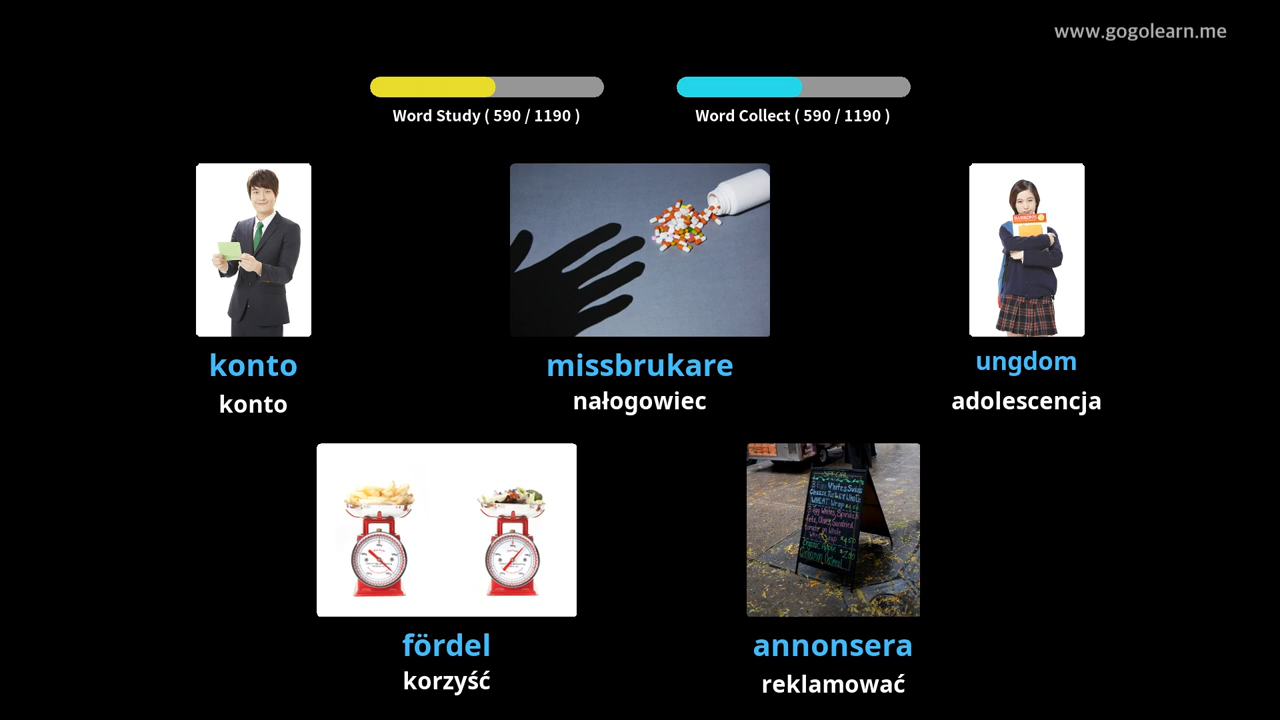 www.gogolearn.me
Word Study ( 590 / 1190 )
Word Collect ( 590 / 1190 )
konto
konto
missbrukare
nałogowiec
ungdom
adolescencja
fördel
korzyść
annonsera
reklamować